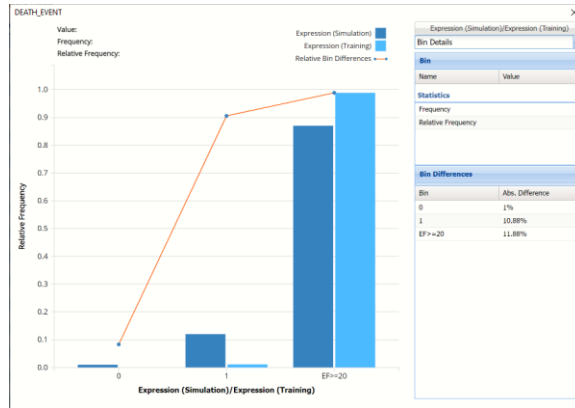 DEATH_EVENT
Value:
Frequency:
Relative Frequency:
Expression (Simulation)
Expression (Training)
Relative Bin Differences
1.0
0.9
0.8
0.7
0.6
0.5
0.4
0.3
0.2
0.1
0.0
Relative Frequency
0
1
EF>=20
Expression (Simulation)/Expression (Training)
Expression (Simulation)/Expression (Training)
Bin Details
Bin
Name Value
Statistics
Frequency
Relative Frequency
Bin Differences
Bin Abs. Difference
0 1%
1 10.88%
EF>=20 11.88%